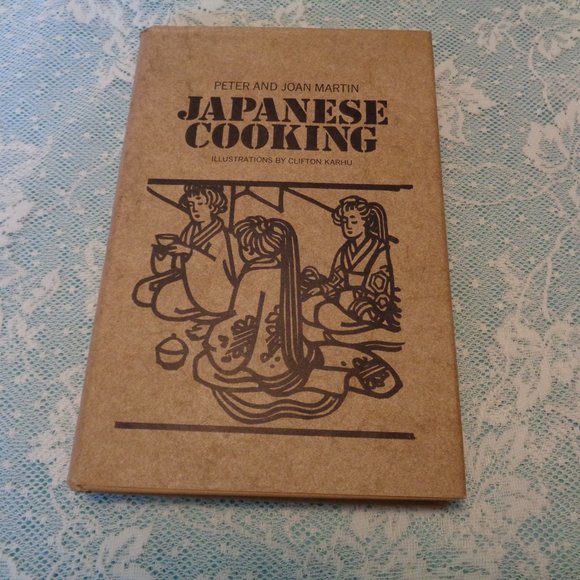 PETER AND JOAN MARTIN
JAPANESE
COOKING
ILLUSTRATIONS BY CLIFTON KARHU